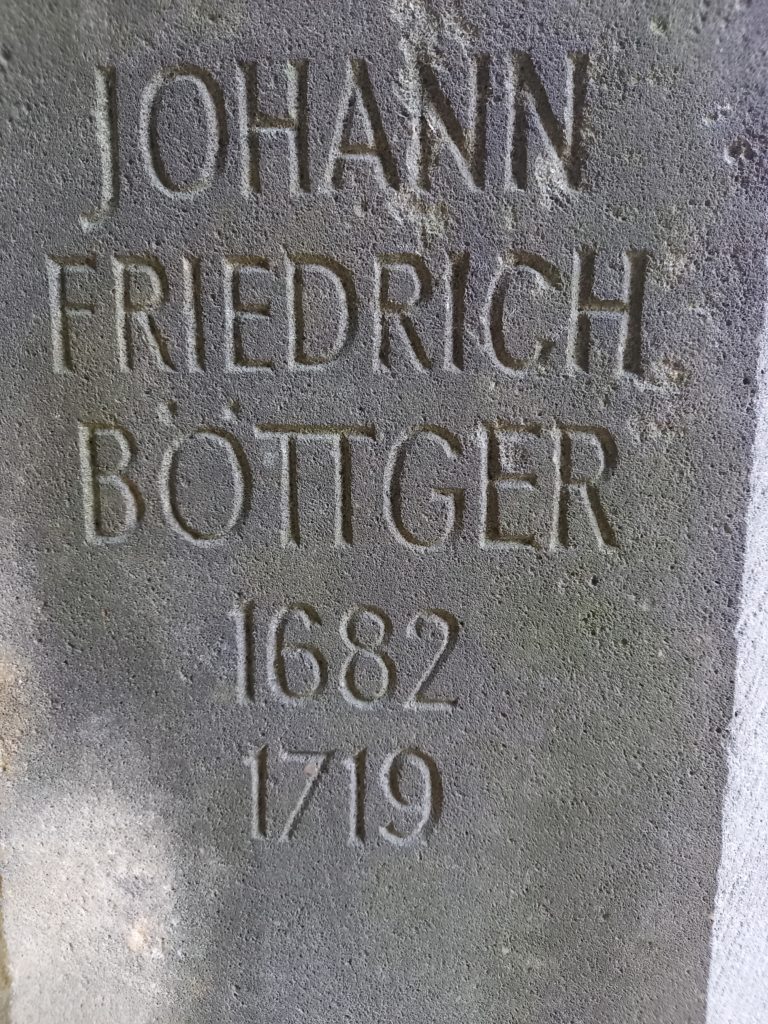 JOHANN
FRIEDRICH
BÖTTGER
1682
1719